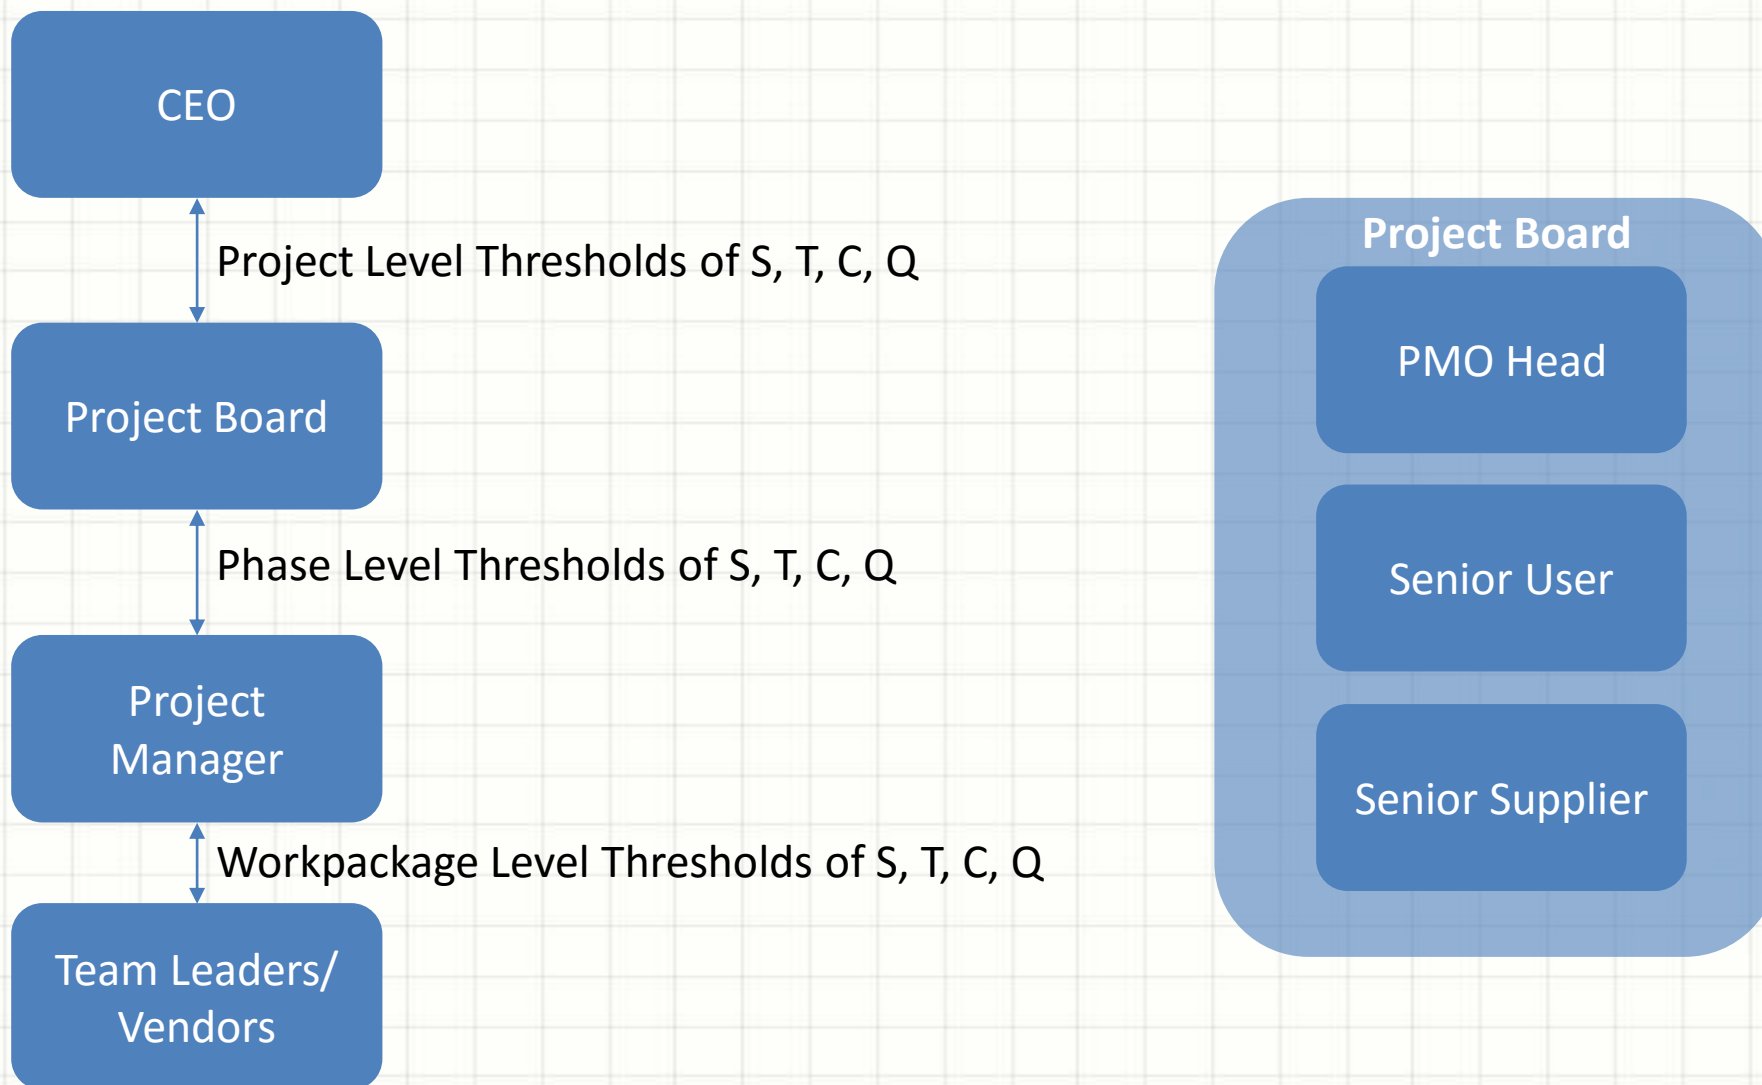 CEO
Project Level Thresholds of S, T, C, Q
Project Board
Phase Level Thresholds of S, T, C, Q
Project
Manager
Workpackage Level Thresholds of S, T, C, Q
Team Leaders/
Vendors
Project Board
PMO Head
Senior User
Senior Supplier